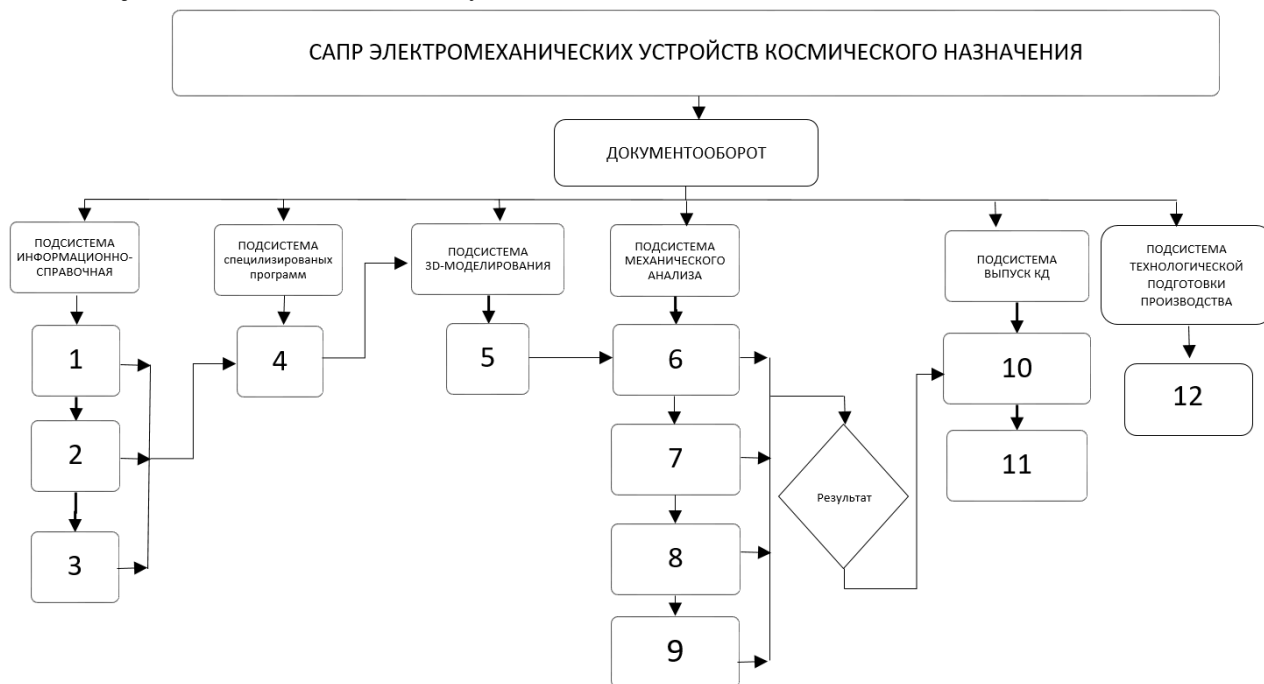 САПР ЭЛЕКТРОМЕХАНИЧЕСКИХ УСТРОЙСТВ КОСМИЧЕСКОГО НАЗНАЧЕНИЯ
ДОКУМЕНТООБОРОТ
ПОДСИСТЕМА
ИНФОРМАЦИОННО-
СПРАВОЧНАЯ
ПОДСИСТЕМА
специлизированых
программ
ПОДСИСТЕМА
3D-МОДЕЛИРОВАНИЯ
ПОДСИСТЕМА
МЕХАНИЧЕСКОГО
АНАЛИЗА
ПОДСИСТЕМА
ВЫПУСК КД
ПОДСИСТЕМА
ТЕХНОЛОГИЧЕСКОЙ
ПОДГОТОВКИ
ПРОИЗВОДСТВА
1
2
3
4
5
6
7
8
9
Результат
10
11
12